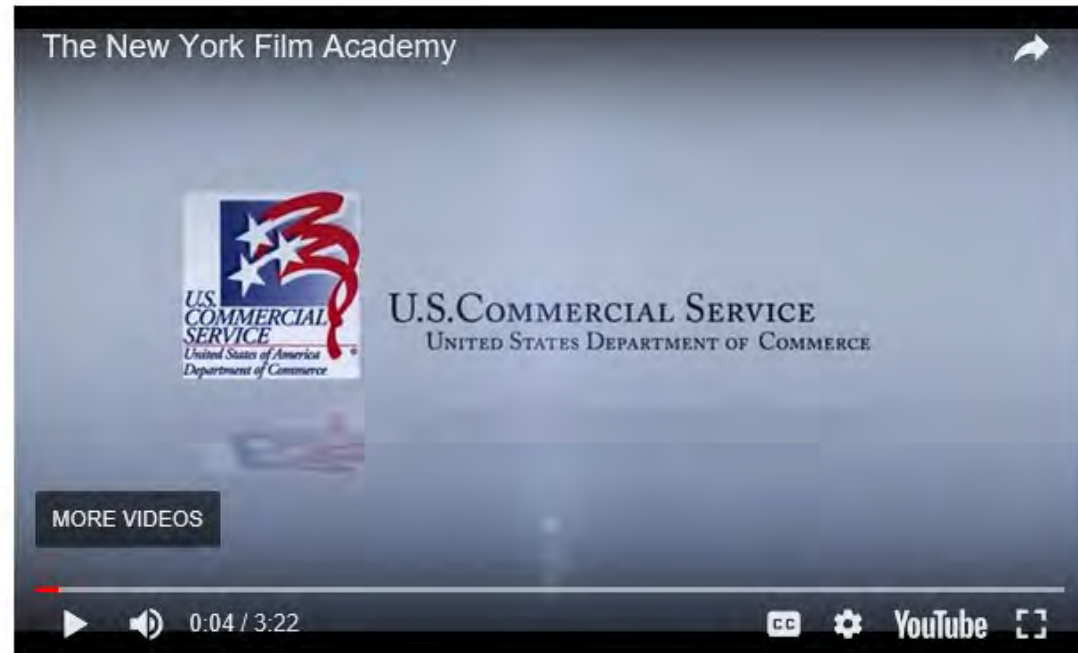 The New York Film Academy
U.S.
COMMERCIAL
SERVICE
United States of America
Department of Commerce
U.S.COMMERCIAL SERVICE
UNITED STATES DEPARTMENT OF COMMERCE
MORE VIDEOS
0:04 / 3:22
CC
YouTube